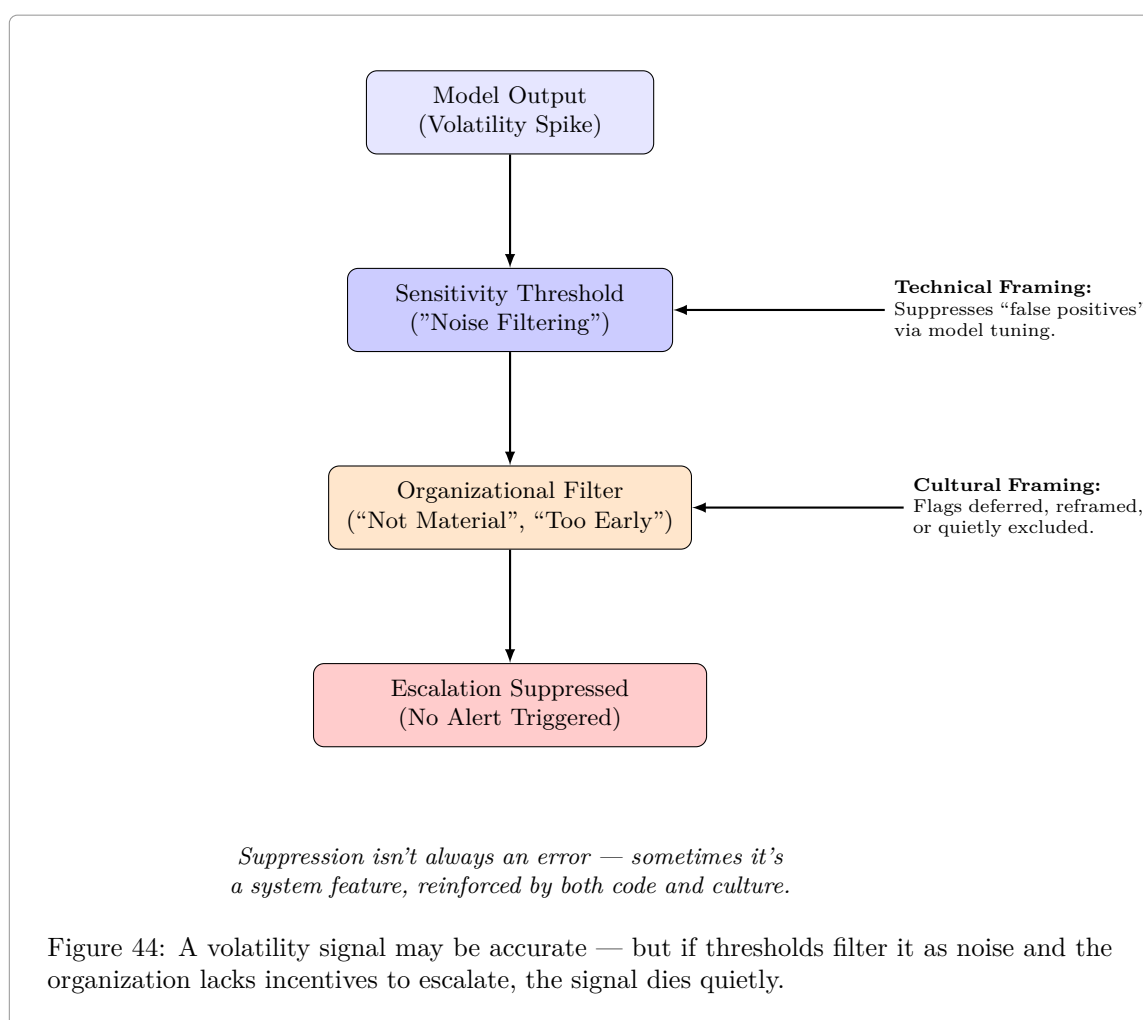 Model Output
(Volatility Spike)
Sensitivity Threshold
(”Noise Filtering”)
Technical Framing:
Suppresses “false positives”
via model tuning.
Organizational Filter
(“Not Material”, “Too Early”)
Cultural Framing:
Flags deferred, reframed,
or quietly excluded.
Escalation Suppressed
(No Alert Triggered)
Suppression isn’t always an error — sometimes it’s
a system feature, reinforced by both code and culture.
Figure 44: A volatility signal may be accurate — but if thresholds filter it as noise and the
organization lacks incentives to escalate, the signal dies quietly.